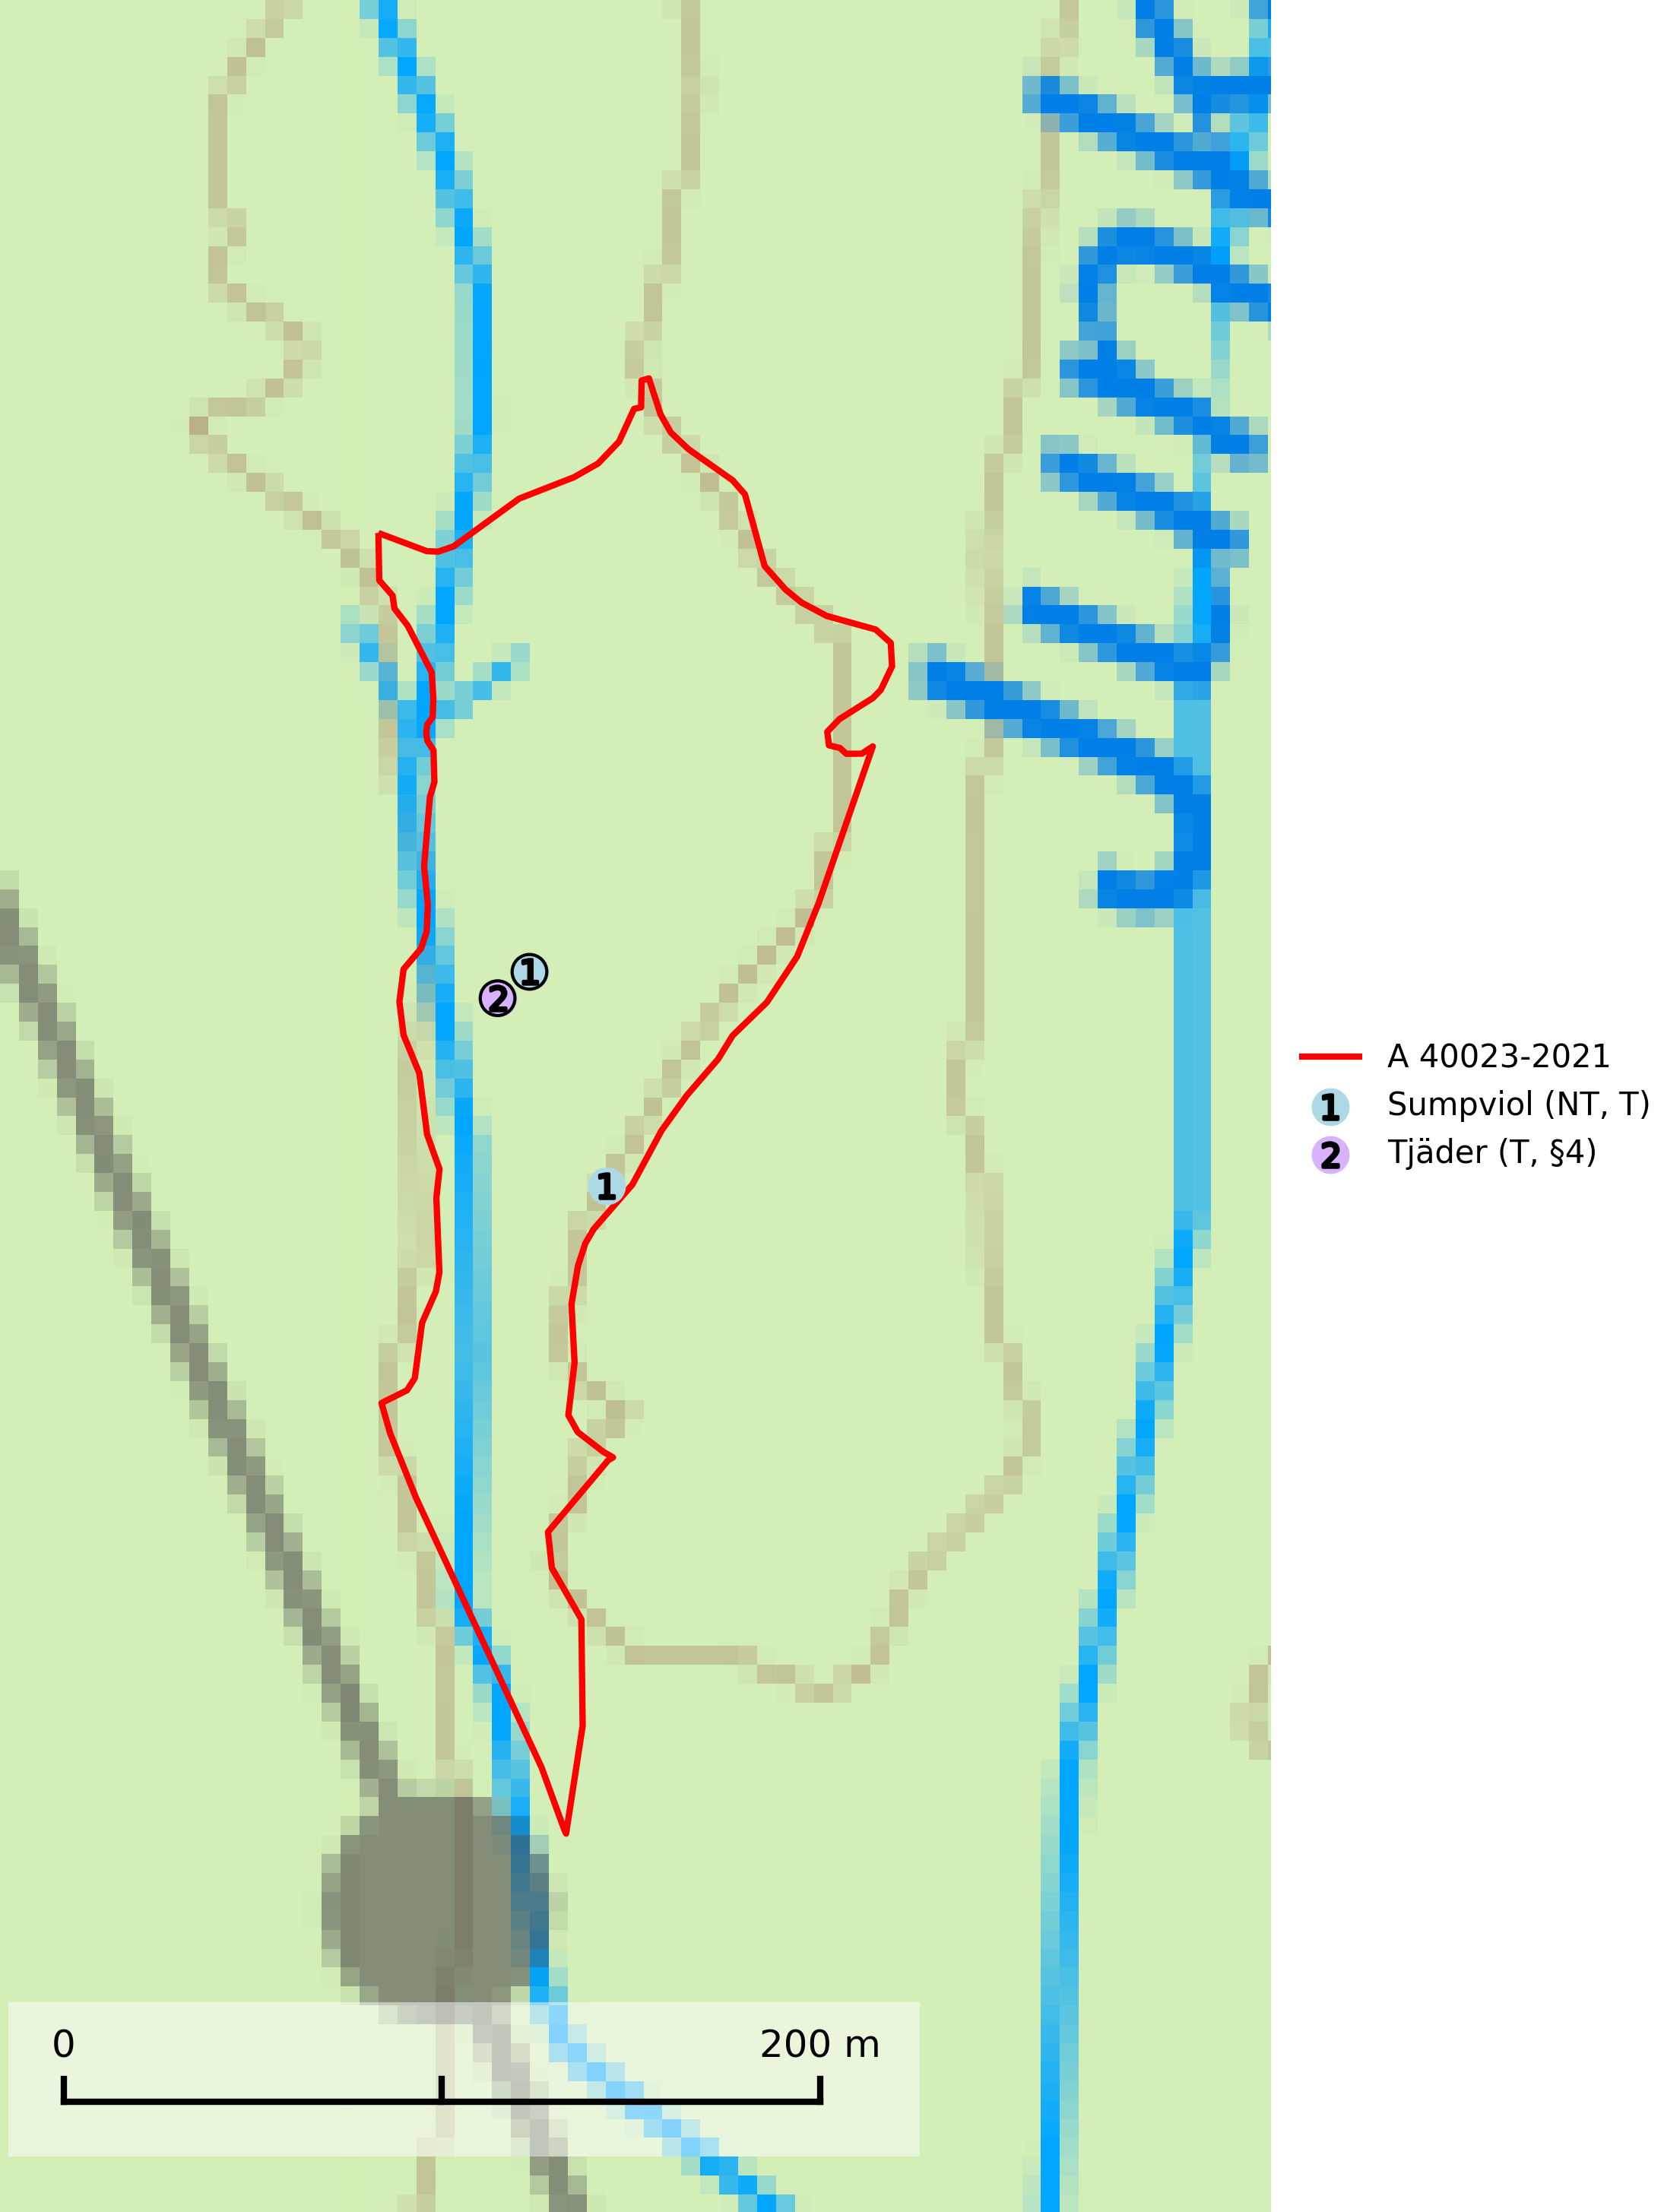 1
2
1
A 40023-2021
1 Sumpviol (NT, T)
2 Tjäder (T, §4)
0 200 m